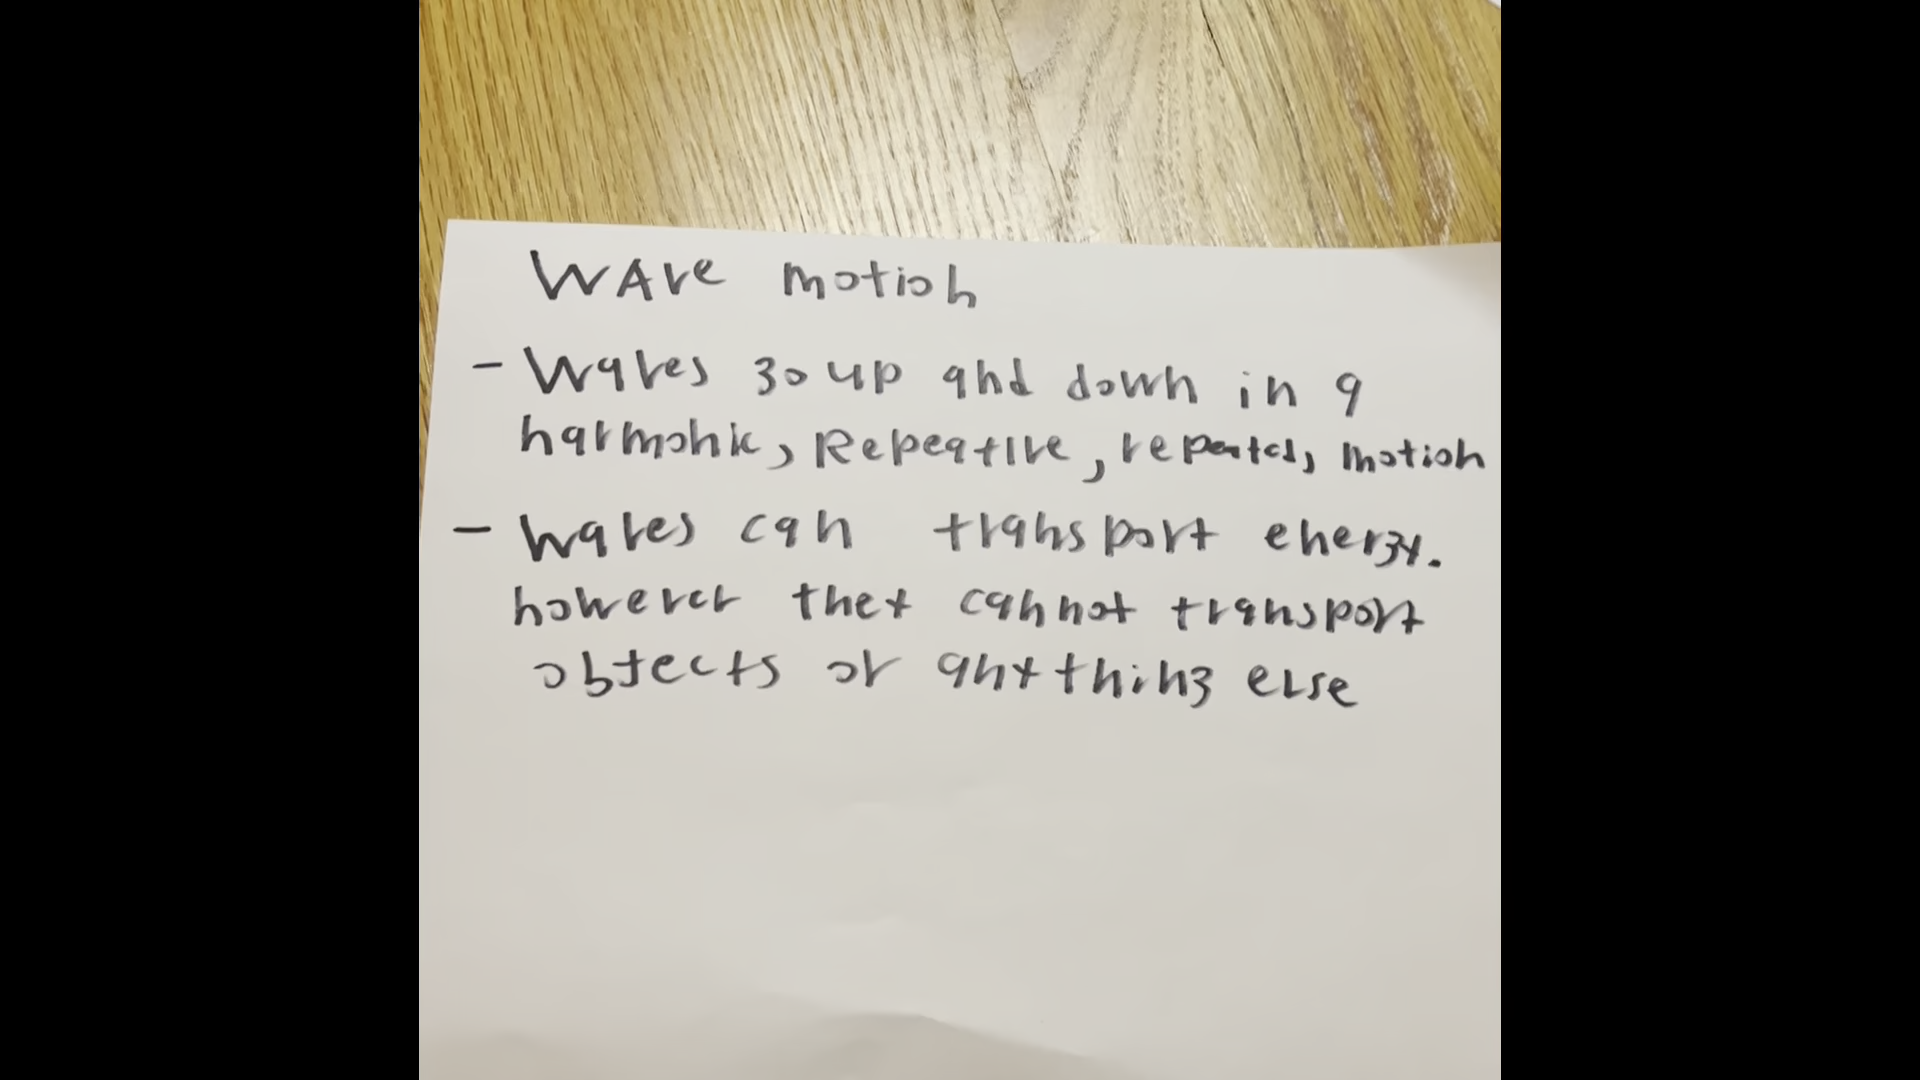 Wave motion
- Waves go up and down in a
harmonic, Repeative, repeated, motion
- waves can transport energy.
however they cannot transport
objects or anything else